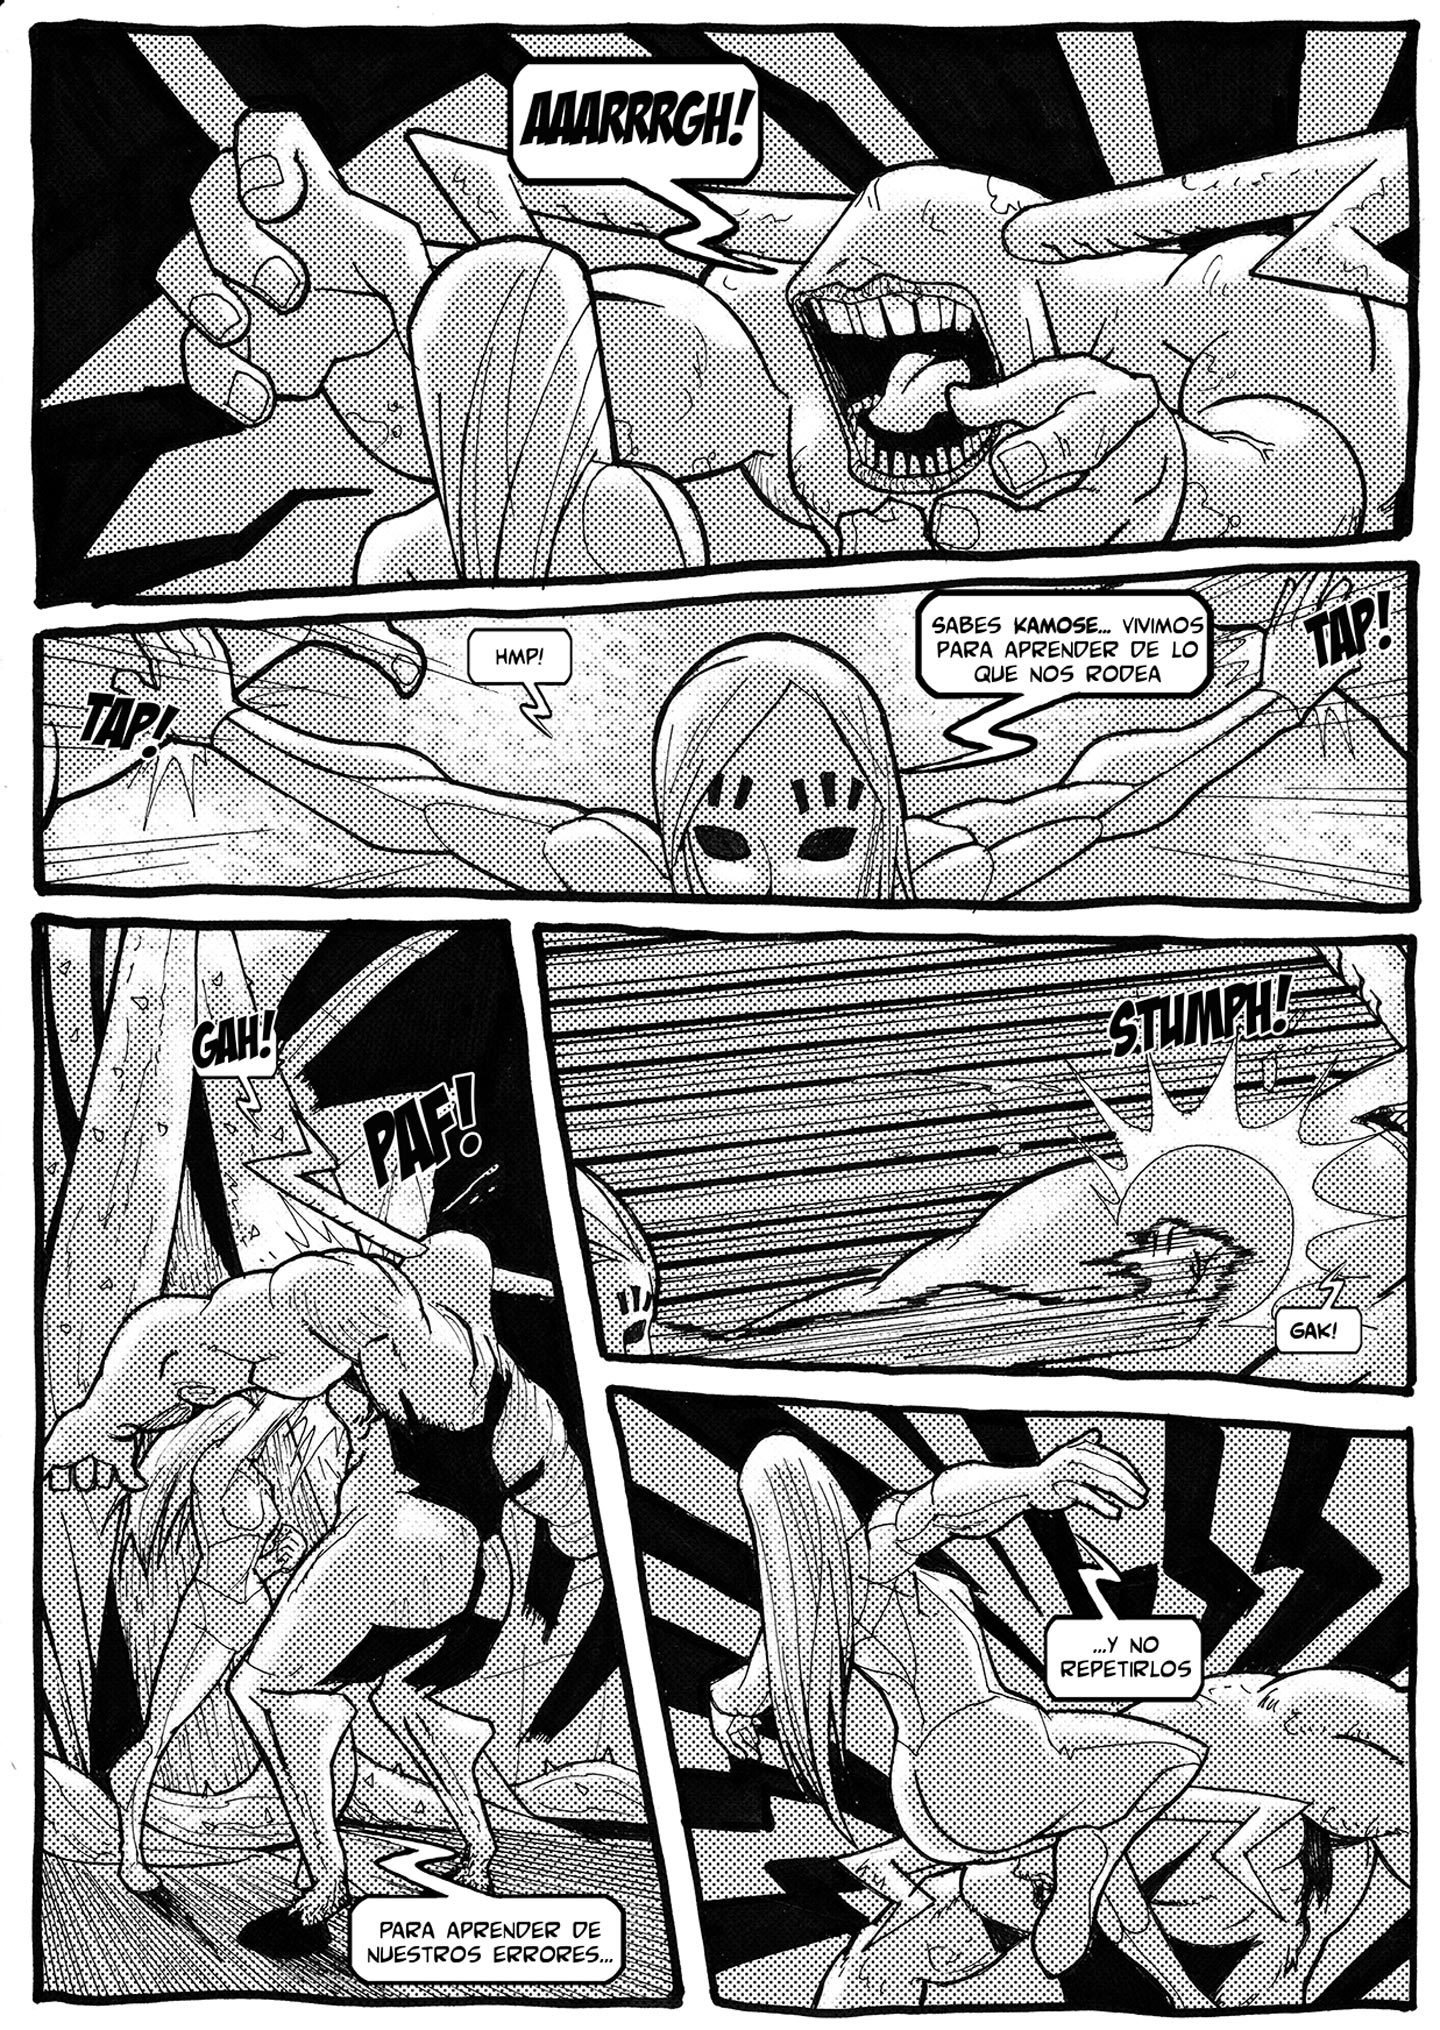 AAARRRGH!
HMP!
SABES KAMOSE... VIVIMOS
PARA APRENDER DE LO
QUE NOS RODEA
TAP!
TAP!
GAH!
PAF!
PARA APRENDER DE
NUESTROS ERRORES...
STUMPH!
GAK!
...Y NO
REPETIRLOS